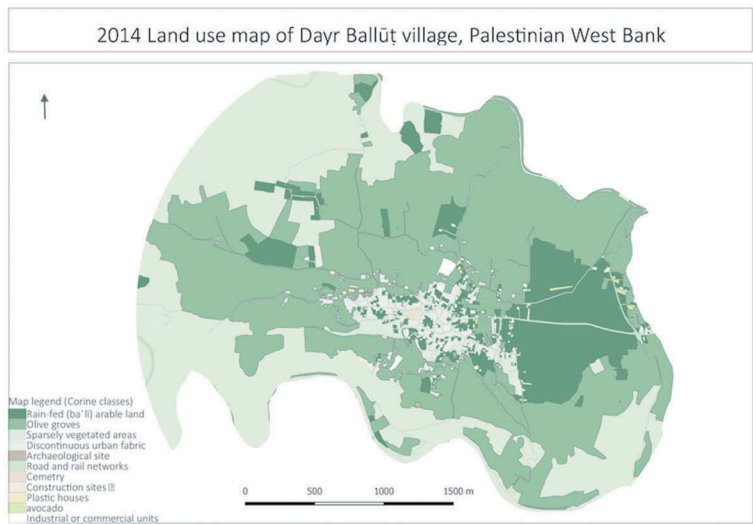 2014 Land use map of Dayr Ballūṭ village, Palestinian West Bank
Map legend (Corine classes)
Rain-fed (ba῾li) arable land
Olive groves
Sparsely vegetated areas
Discontinuous urban fabric
Archaeological site
Road and rail networks
Cemetry
Construction sites
Plastic houses
avocado
Industrial or commercial units
0 500 1000 1500 m